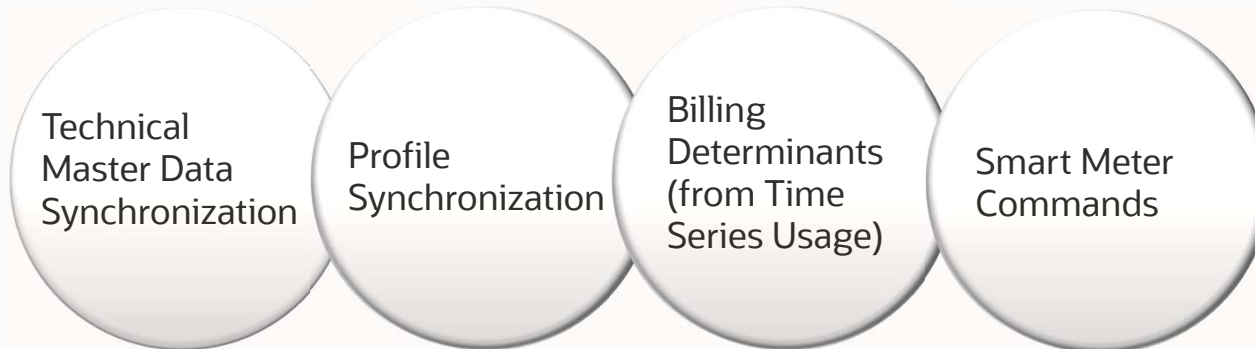 Technical
Master Data
Synchronization
Profile
Synchronization
Billing
Determinants
(from Time
Series Usage)
Smart Meter
Commands